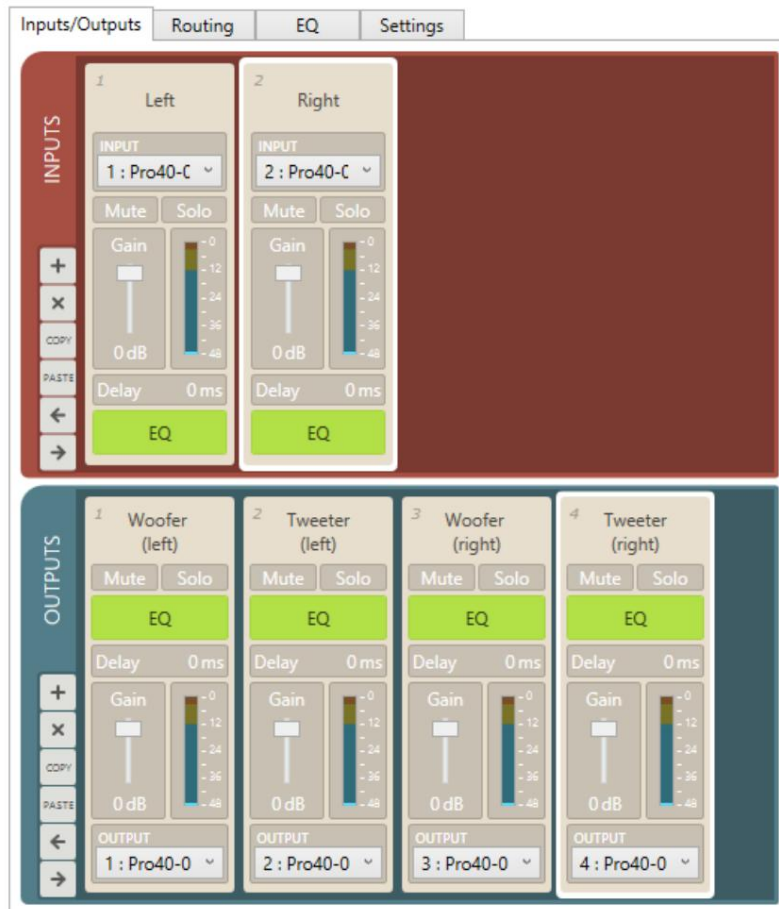 Inputs/Outputs Routing EQ Settings
INPUTS
1 2
Left Right
INPUT INPUT
1 : Pro40-0 2 : Pro40-0
Mute Solo Mute Solo
Gain Gain
-0 -0
-12 -12
-24 -24
-36 -36
-48 -48
0 dB 0 dB
Delay 0 ms Delay 0 ms
EQ EQ
+
×
COPY
PASTE
←
→
OUTPUTS
1 2 3 4
Woofer Tweeter Woofer Tweeter
(left) (left) (right) (right)
Mute Solo Mute Solo Mute Solo Mute Solo
EQ EQ EQ EQ
Delay 0 ms Delay 0 ms Delay 0 ms Delay 0 ms
Gain Gain Gain Gain
-0 -0 -0 -0
-12 -12 -12 -12
-24 -24 -24 -24
-36 -36 -36 -36
-48 -48 -48 -48
0 dB 0 dB 0 dB 0 dB
OUTPUT OUTPUT OUTPUT OUTPUT
1 : Pro40-0 2 : Pro40-0 3 : Pro40-0 4 : Pro40-0
+
×
COPY
PASTE
←
→